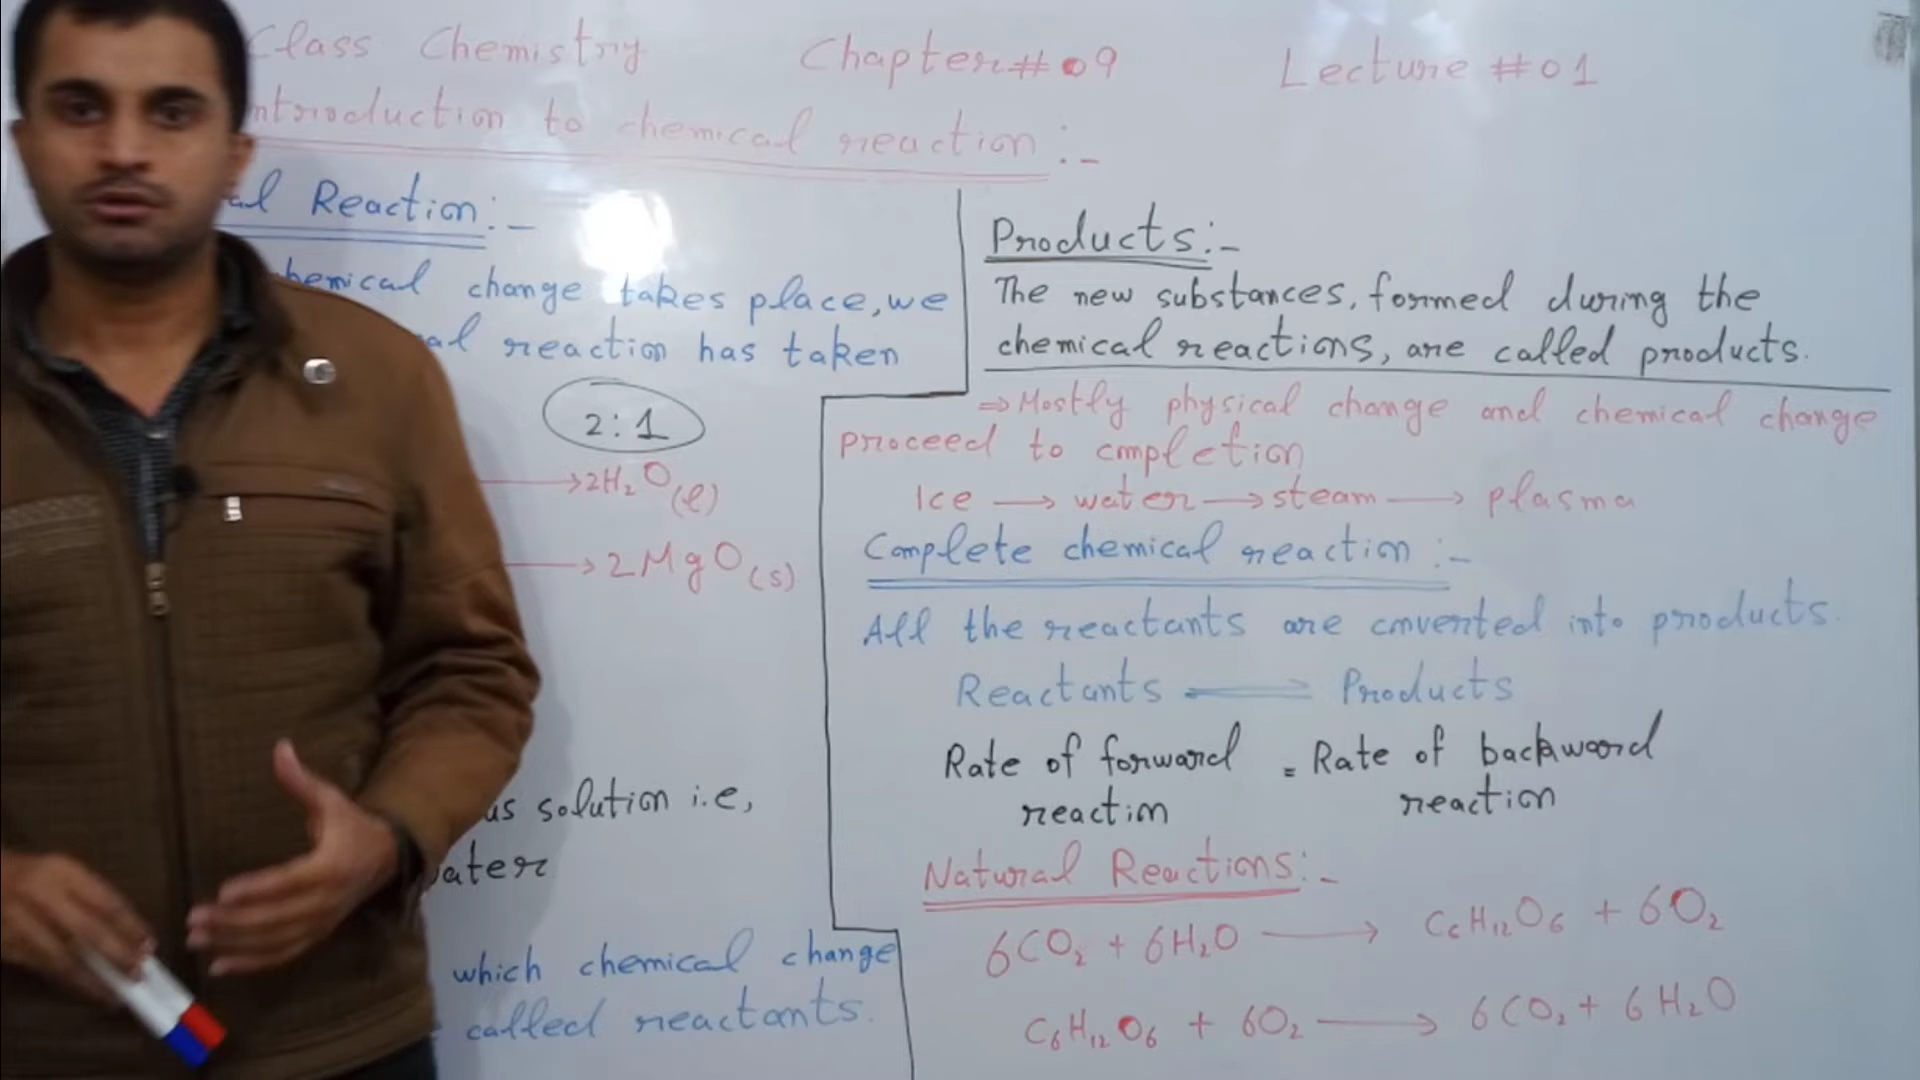 Class Chemistry Chapter#09 Lecture #01
ntroduction to chemical reaction :-
al Reaction:-
hemical change takes place, we
al reaction has taken
2:1
→2H₂O(l)
→2MgO(s)
us solution i.e,
ater
which chemical change
called reactants.
Products:-
The new substances, formed during the
chemical reactions, are called products.
⇒Mostly physical change and chemical change
proceed to completion
Ice → water → steam → plasma
Complete chemical reaction :-
All the reactants are converted into products.
Reactants ⇌ Products
Rate of forward = Rate of backward
reaction reaction
Natural Reactions:-
6CO₂ + 6H₂O → C₆H₁₂O₆ + 6O₂
C₆H₁₂O₆ + 6O₂ → 6CO₂ + 6H₂O